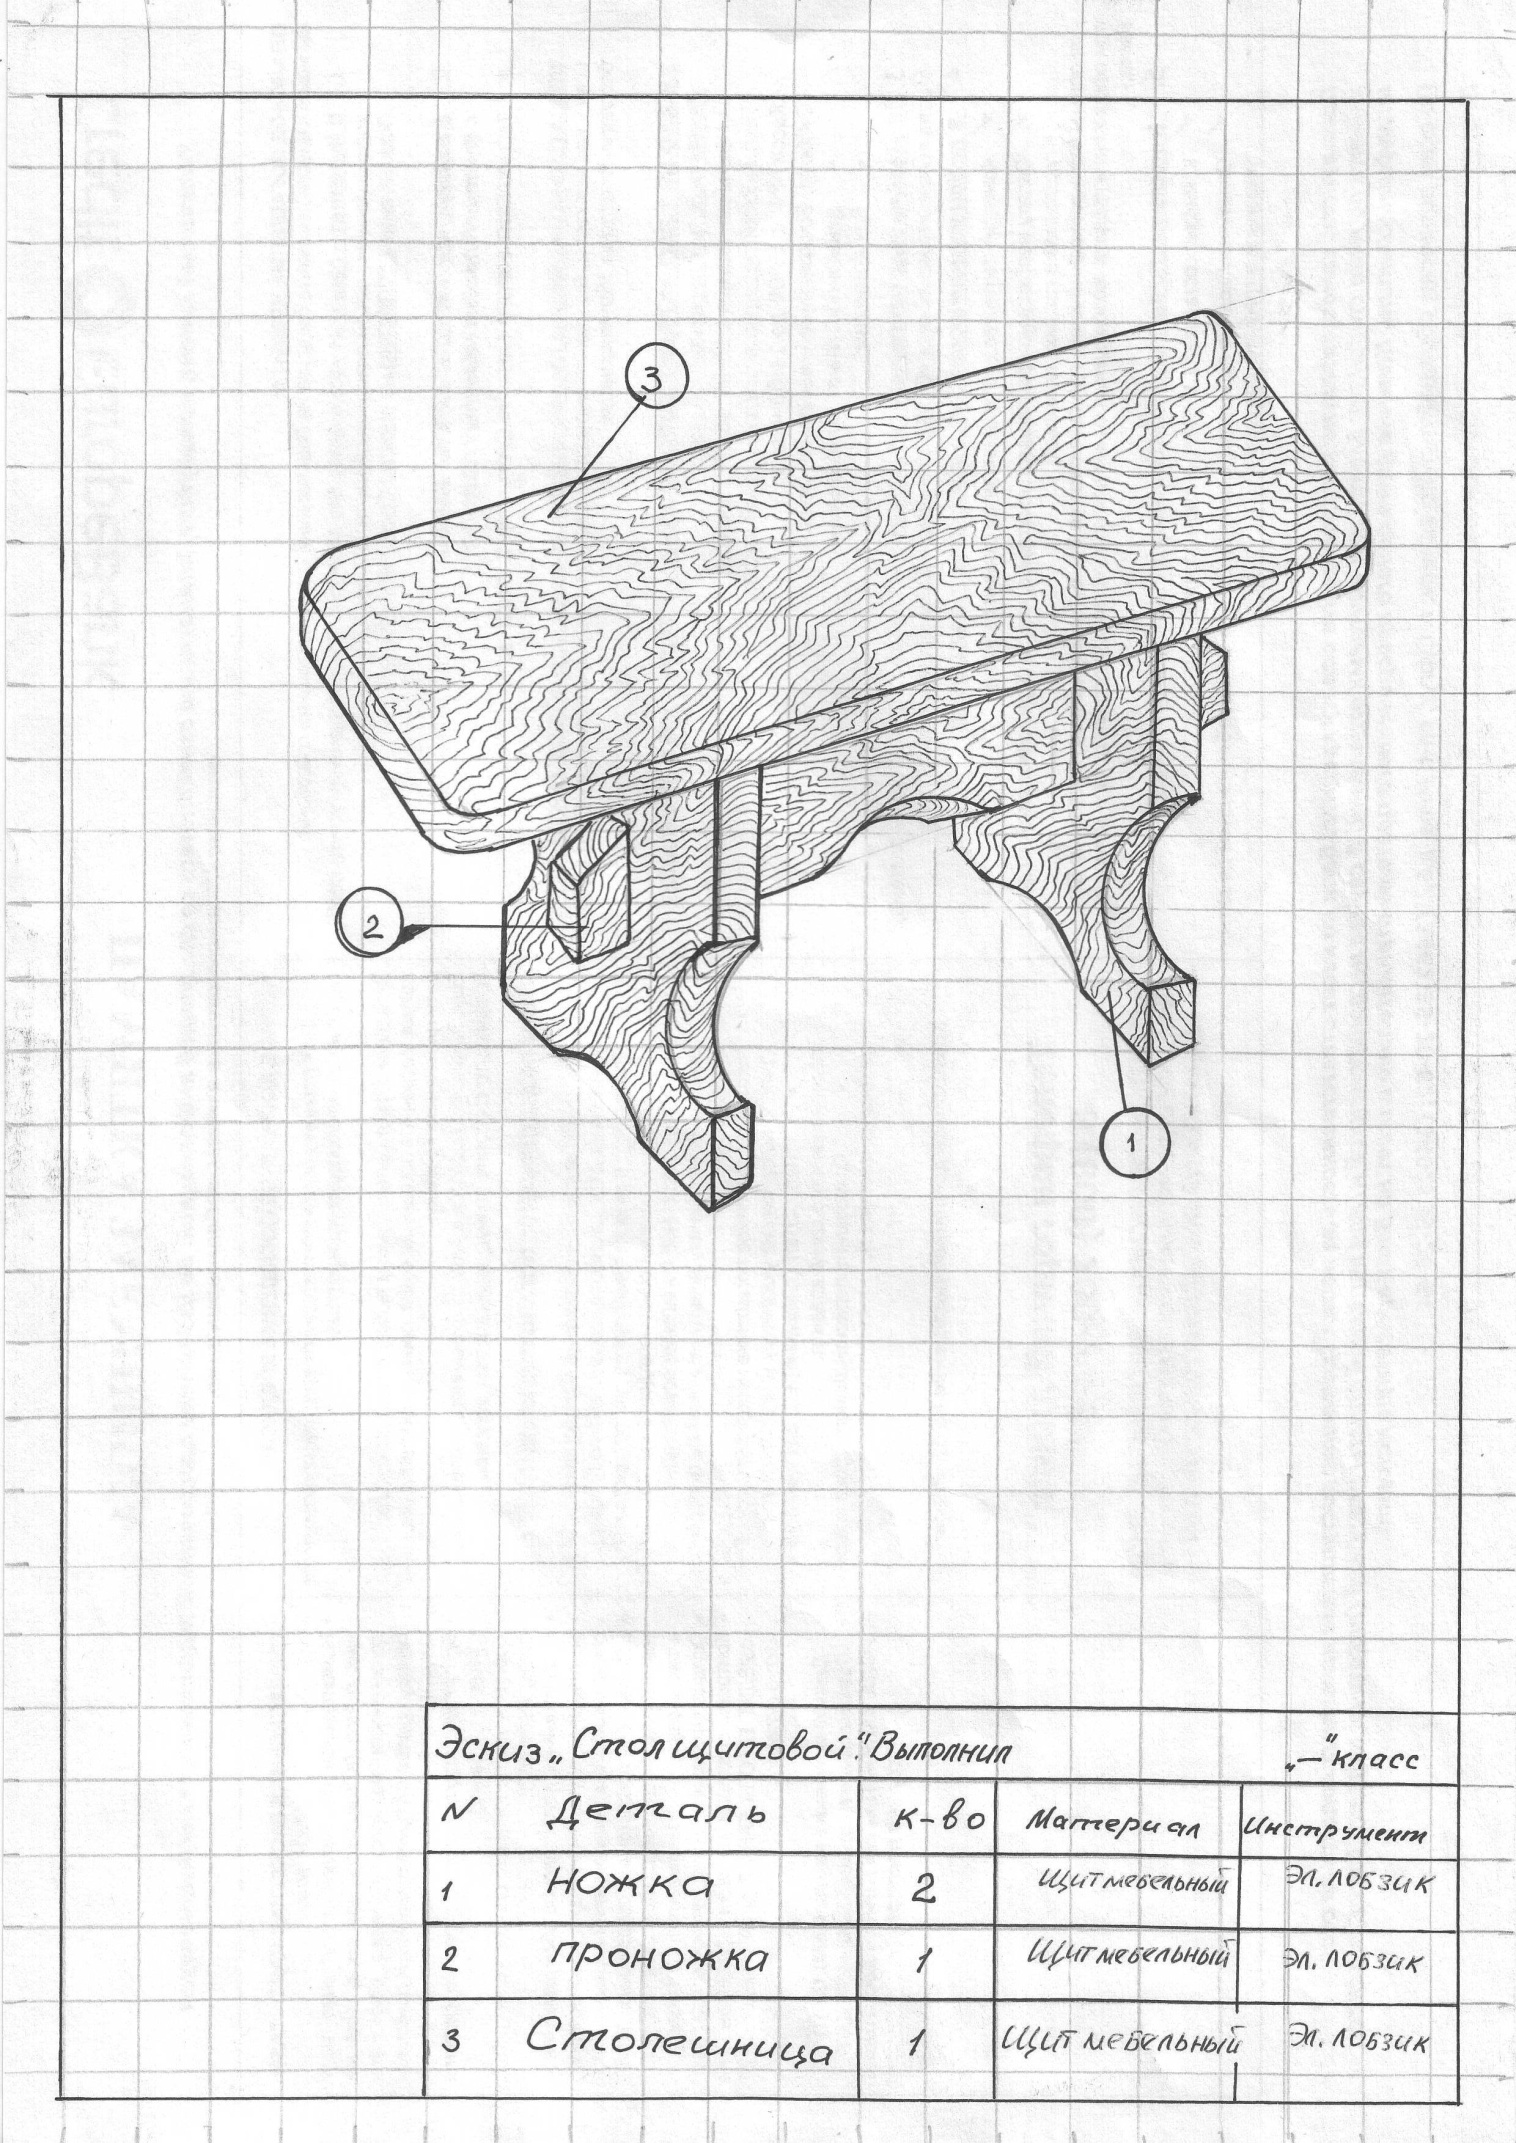 3
2
1
Эскиз „Стол щитовой“. Выполнил „—“ класс
N Деталь к-во Материал Инструмент
1 ножка 2 Щит мебельный Эл. лобзик
2 проножка 1 Щит мебельный Эл. лобзик
3 Столешница 1 Щит мебельный Эл. лобзик